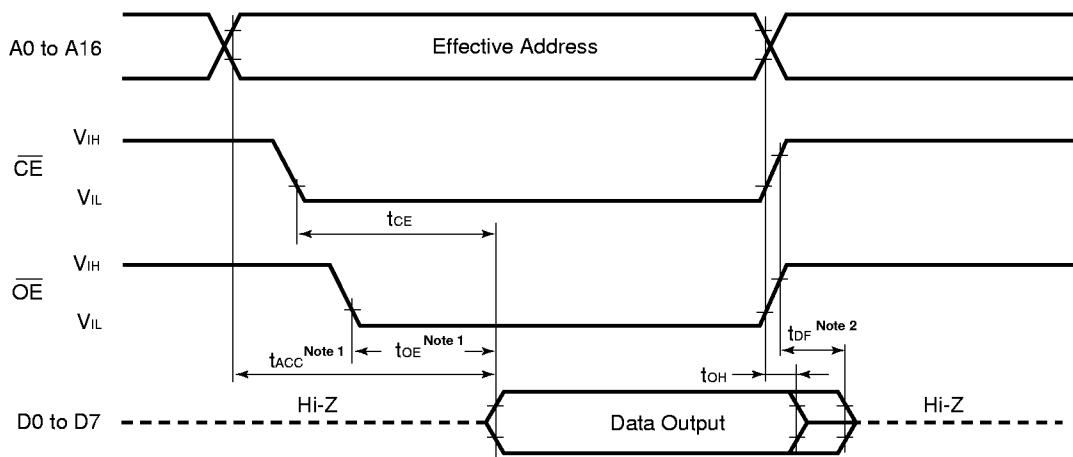 A0 to A16
Effective Address
VIH
CE
VIL
tCE
VIH
OE
VIL
tACC Note 1
tOE Note 1
tDF Note 2
tOH
D0 to D7
Hi-Z
Data Output
Hi-Z